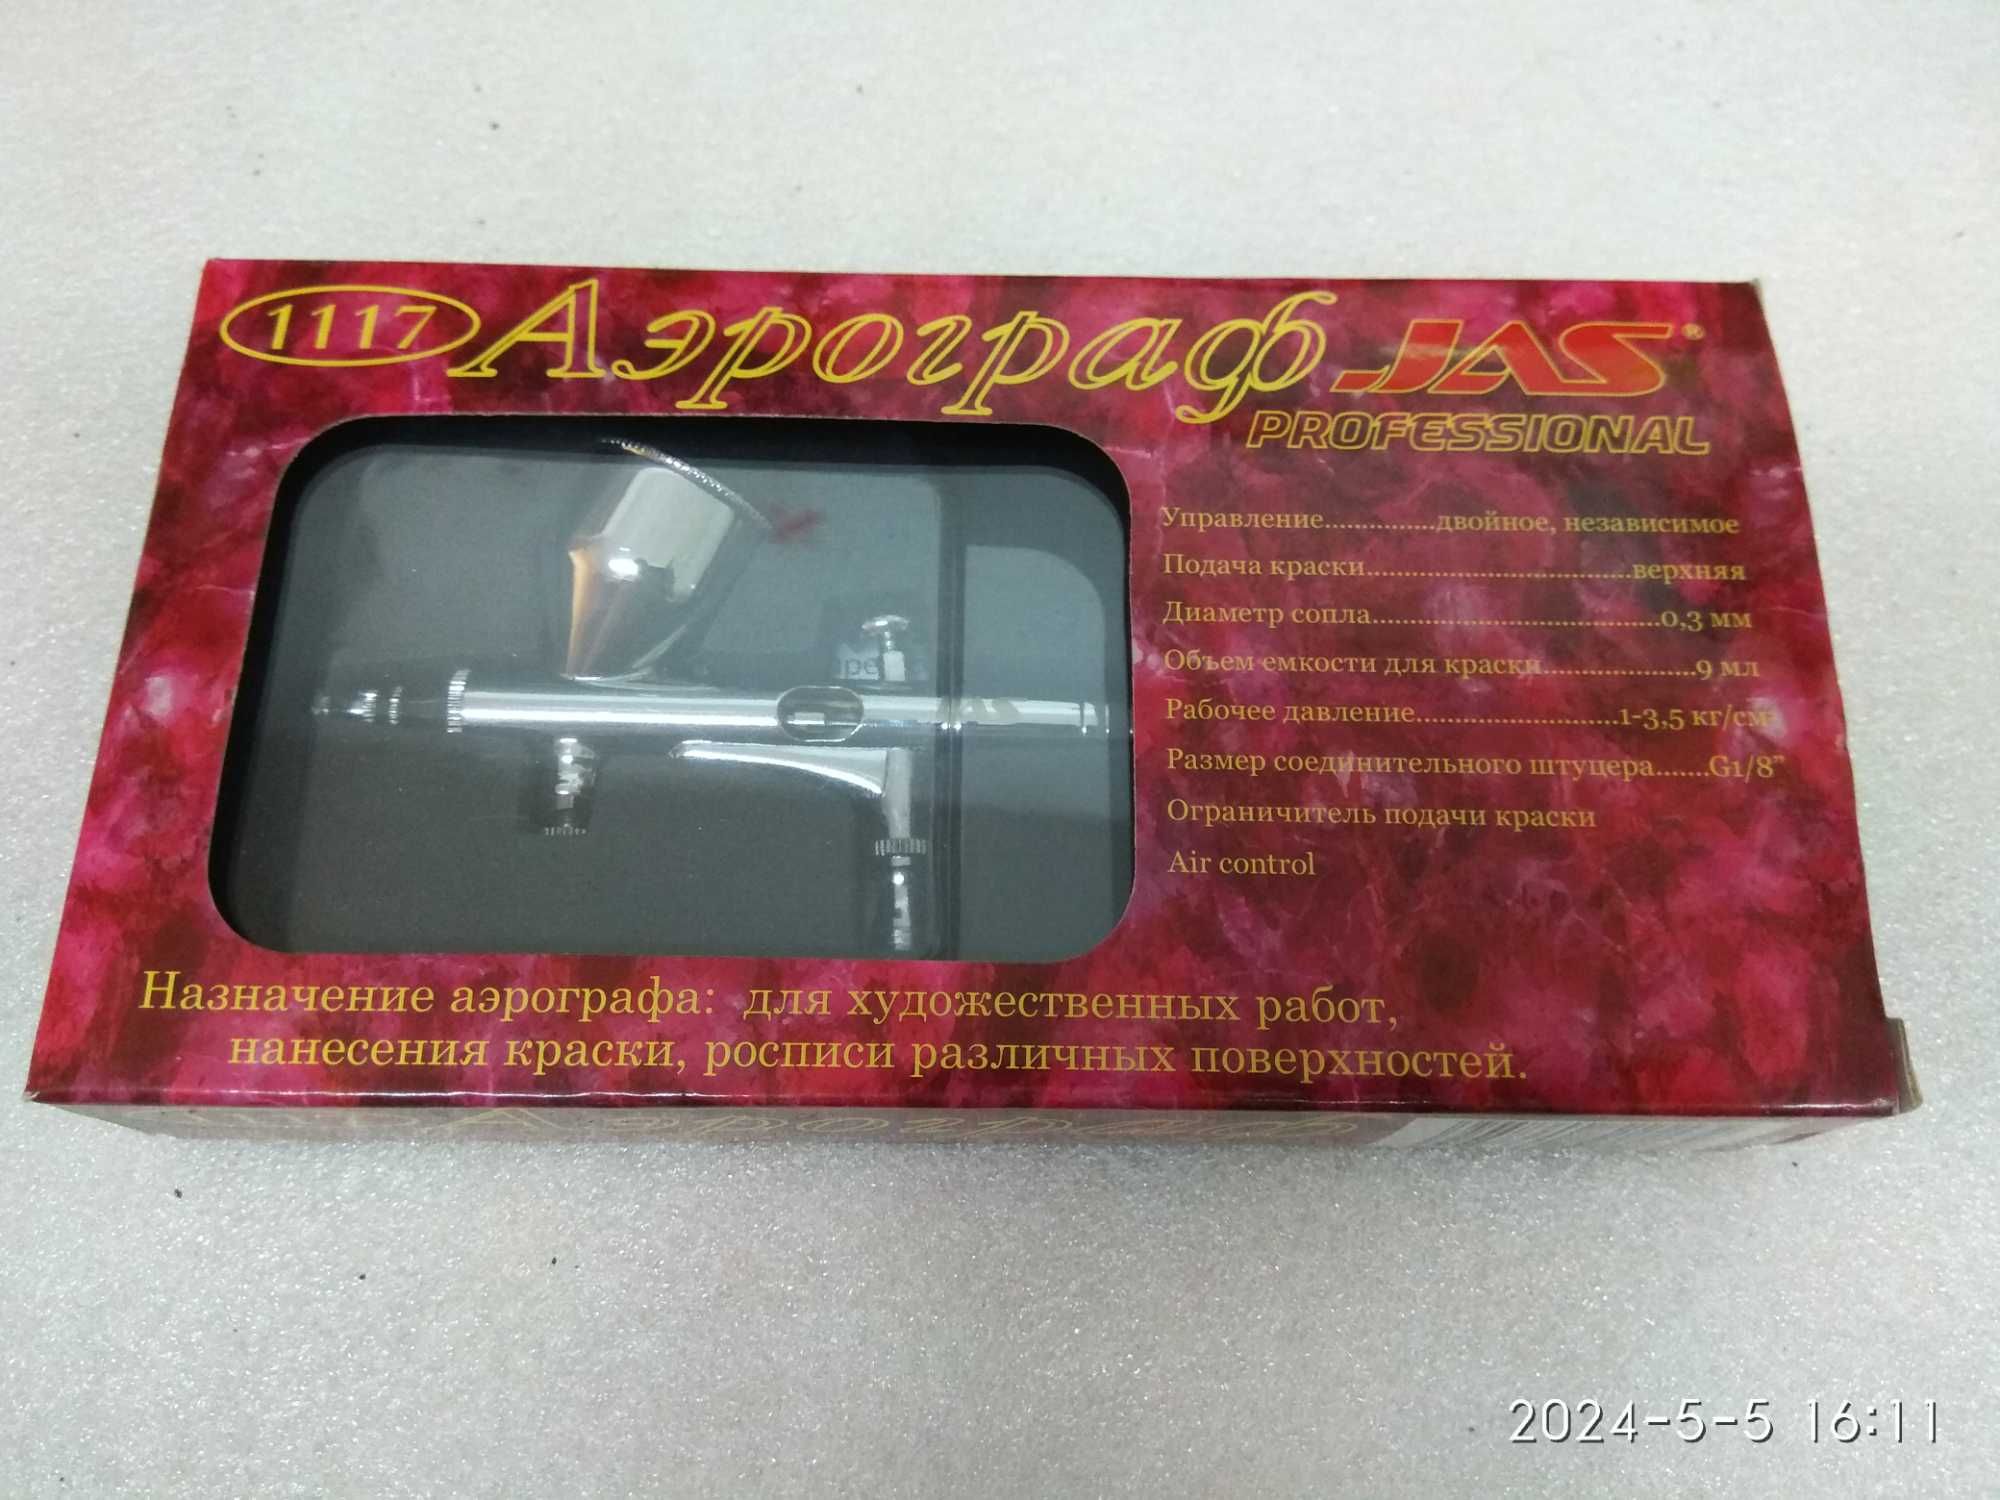 1117 Аэрограф JAS®
PROFESSIONAL
Управление...............двойное, независимое
Подача краски...................................верхняя
Диаметр сопла......................................0,3 мм
Объем емкости для краски....................9 мл
Рабочее давление..........................1-3,5 кг/см²
Размер соединительного штуцера.......G1/8”
Ограничитель подачи краски
Air control
Назначение аэрографа: для художественных работ,
нанесения краски, росписи различных поверхностей.
2024-5-5 16:11